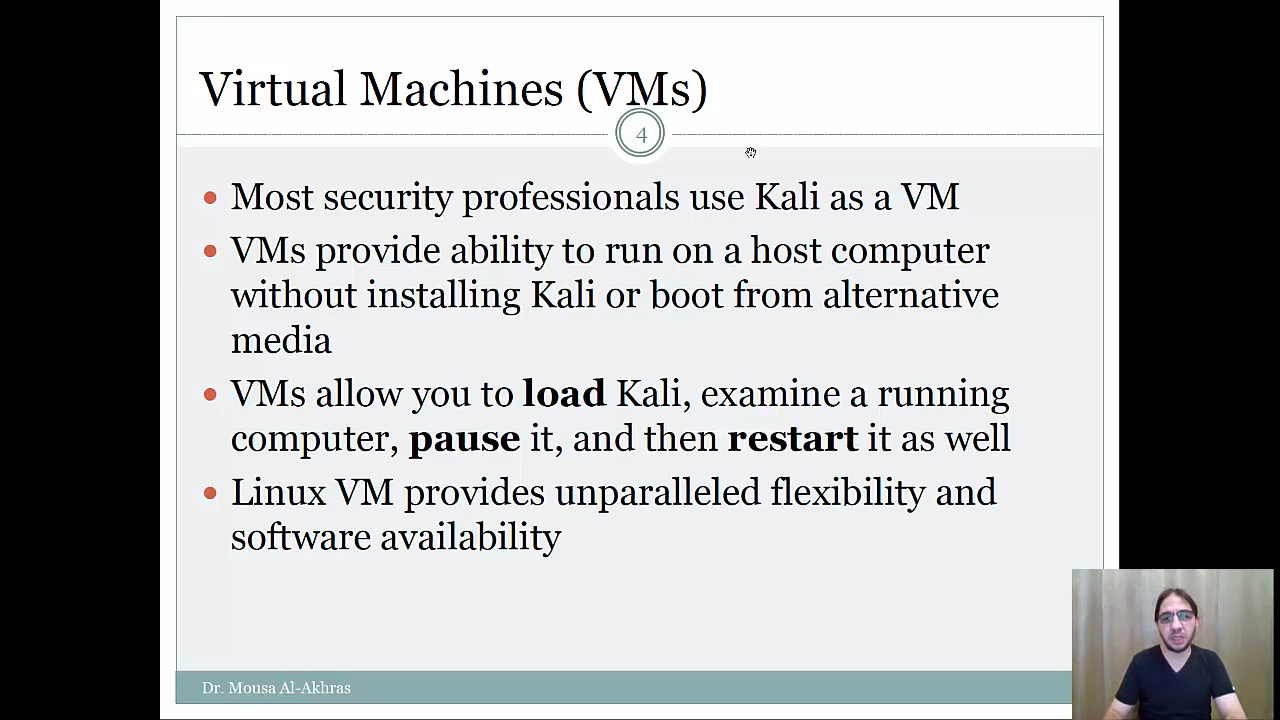 Virtual Machines (VMs)
4
• Most security professionals use Kali as a VM
• VMs provide ability to run on a host computer
without installing Kali or boot from alternative
media
• VMs allow you to load Kali, examine a running
computer, pause it, and then restart it as well
• Linux VM provides unparalleled flexibility and
software availability
Dr. Mousa Al-Akhras